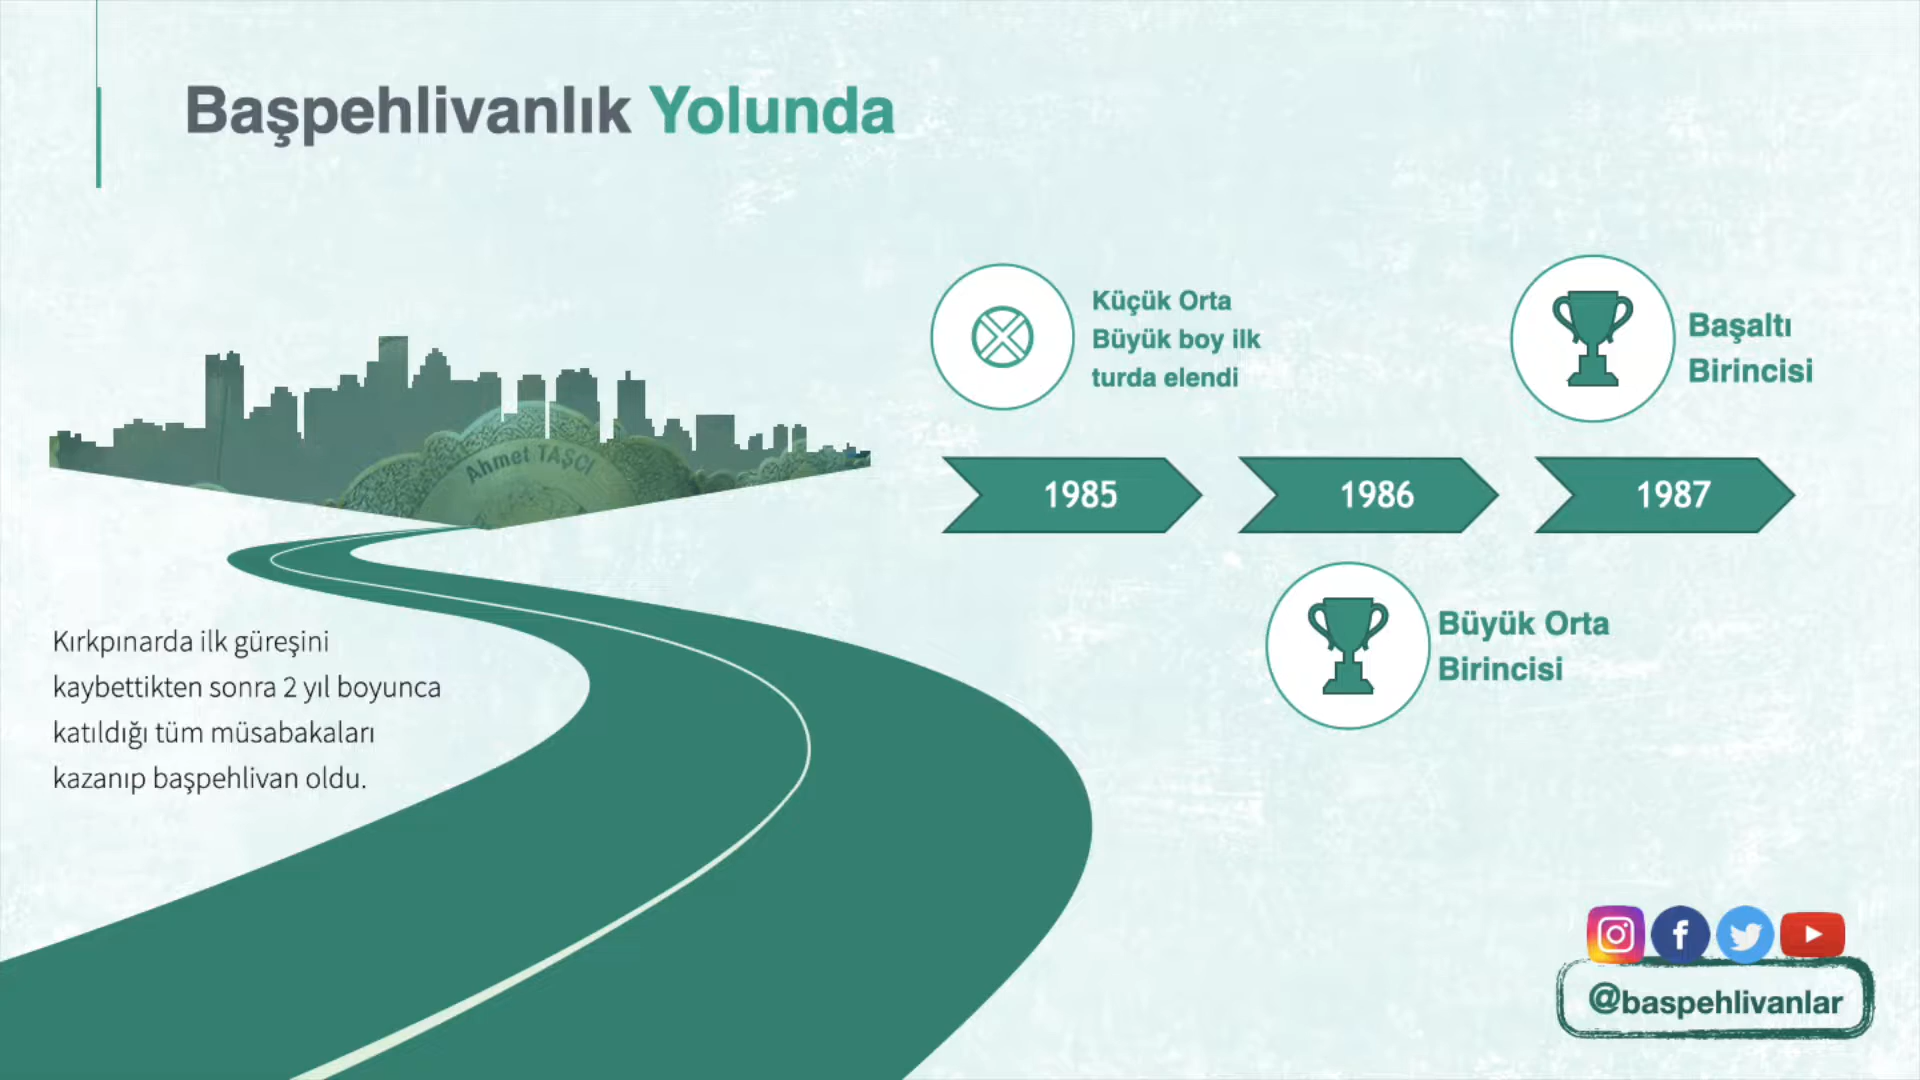 Başpehlivanlık Yolunda
Ahmet TAŞÇI
Kırkpınarda ilk güreşini
kaybettikten sonra 2 yıl boyunca
katıldığı tüm müsabakaları
kazanıp başpehlivan oldu.
Küçük Orta
Büyük boy ilk
turda elendi
Başaltı
Birincisi
1985
1986
1987
Büyük Orta
Birincisi
@baspehlivanlar